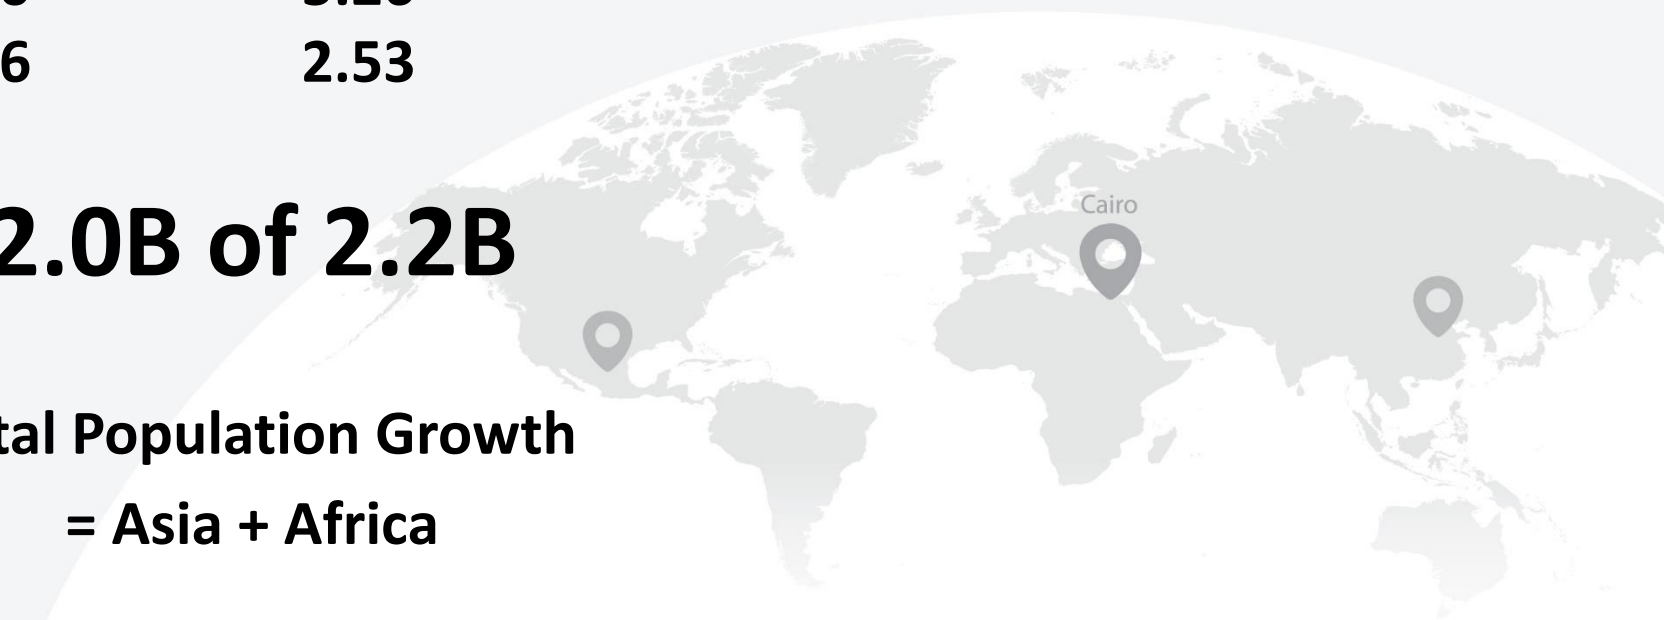 6 2.53
Cairo
2.0B of 2.2B
tal Population Growth
= Asia + Africa